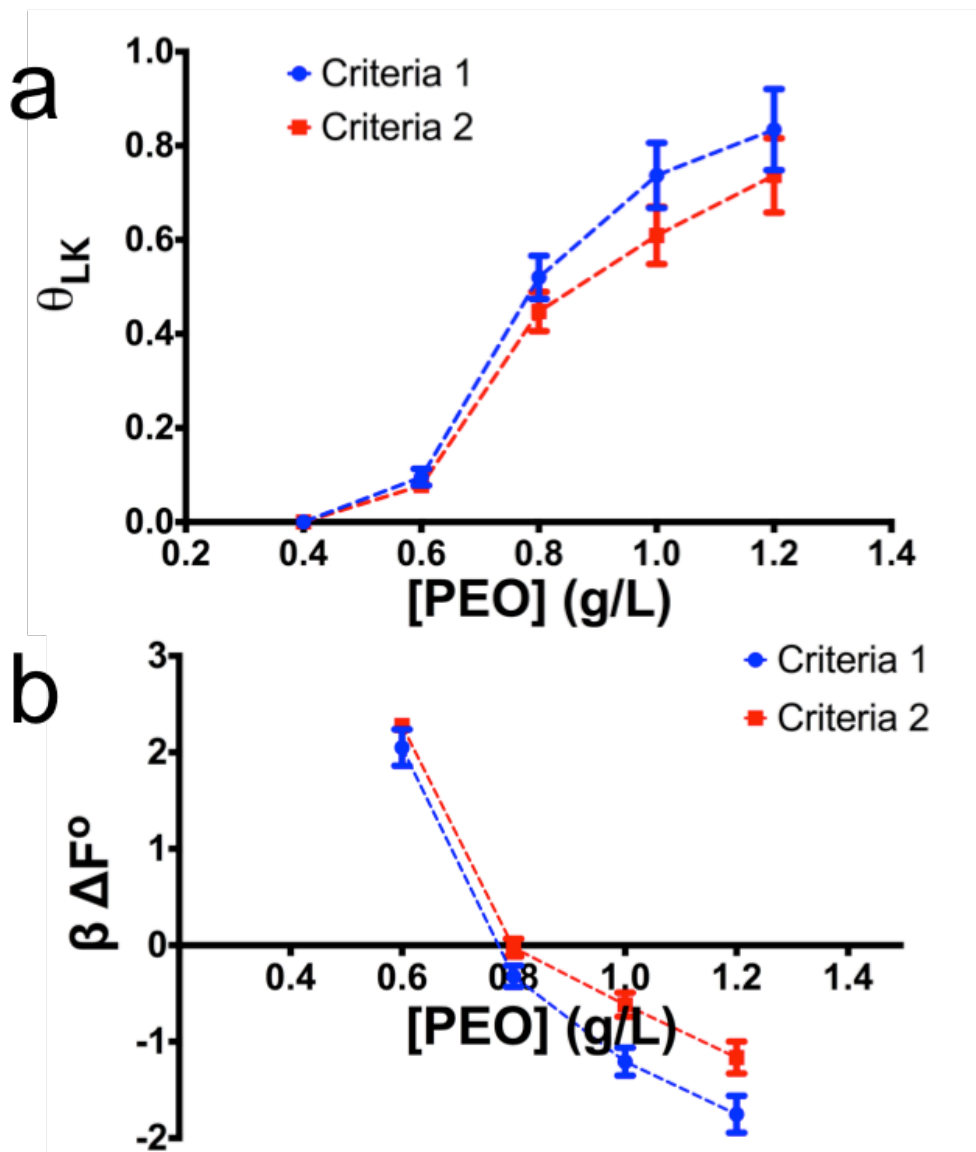 a
1.0
Criteria 1
Criteria 2
0.8
0.6
θLK
0.4
0.2
0.0
0.2 0.4 0.6 0.8 1.0 1.2 1.4
[PEO] (g/L)
b
3
Criteria 1
Criteria 2
2
1
β ΔFº
0
0.4 0.6 0.8 1.0 1.2 1.4
[PEO] (g/L)
-1
-2